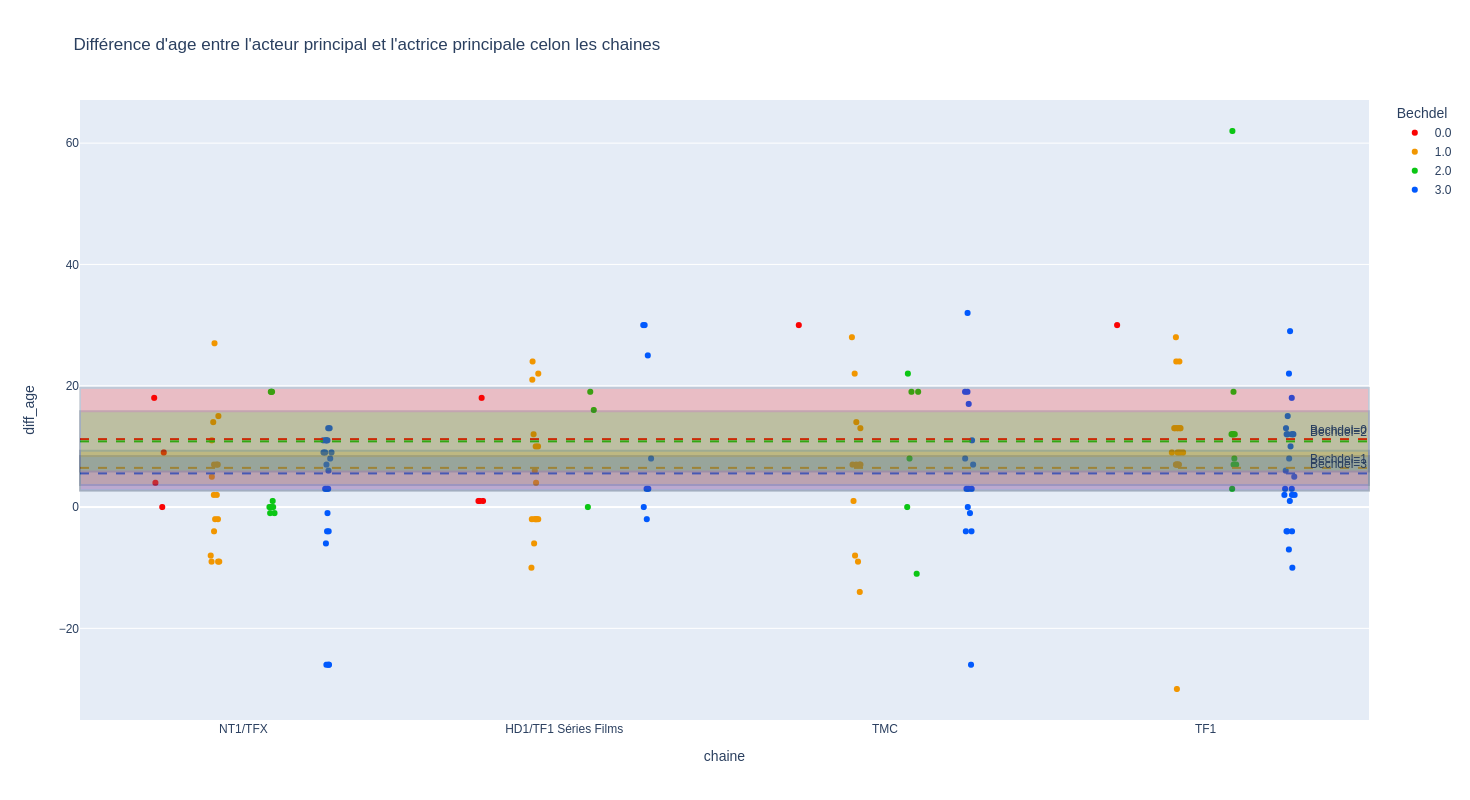 Différence d'age entre l'acteur principal et l'actrice principale celon les chaines
Bechdel
0.0
1.0
2.0
3.0
60
40
20
0
−20
diff_age
Bechdel=0
Bechdel=2
Bechdel=1
Bechdel=3
NT1/TFX
HD1/TF1 Séries Films
TMC
TF1
chaine